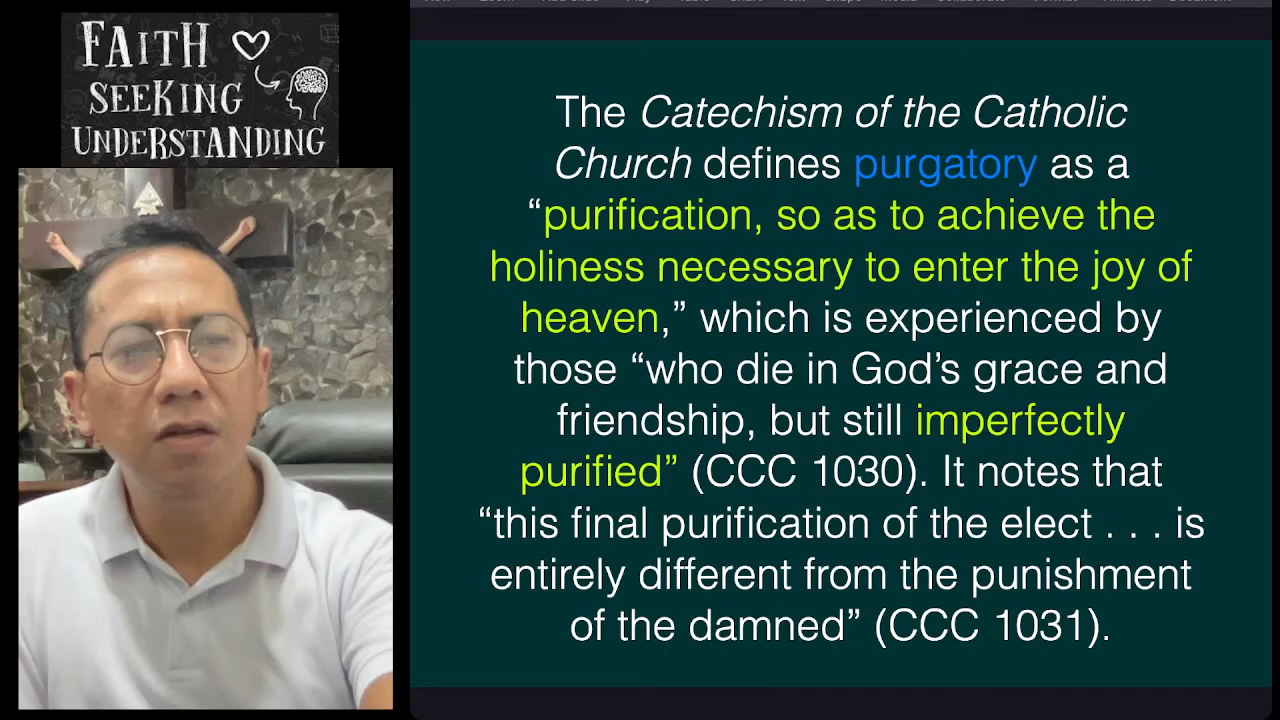 FAITH
SEEKING
UNDERSTANDING
The Catechism of the Catholic
Church defines purgatory as a
“purification, so as to achieve the
holiness necessary to enter the joy of
heaven,” which is experienced by
those “who die in God’s grace and
friendship, but still imperfectly
purified” (CCC 1030). It notes that
“this final purification of the elect . . . is
entirely different from the punishment
of the damned” (CCC 1031).